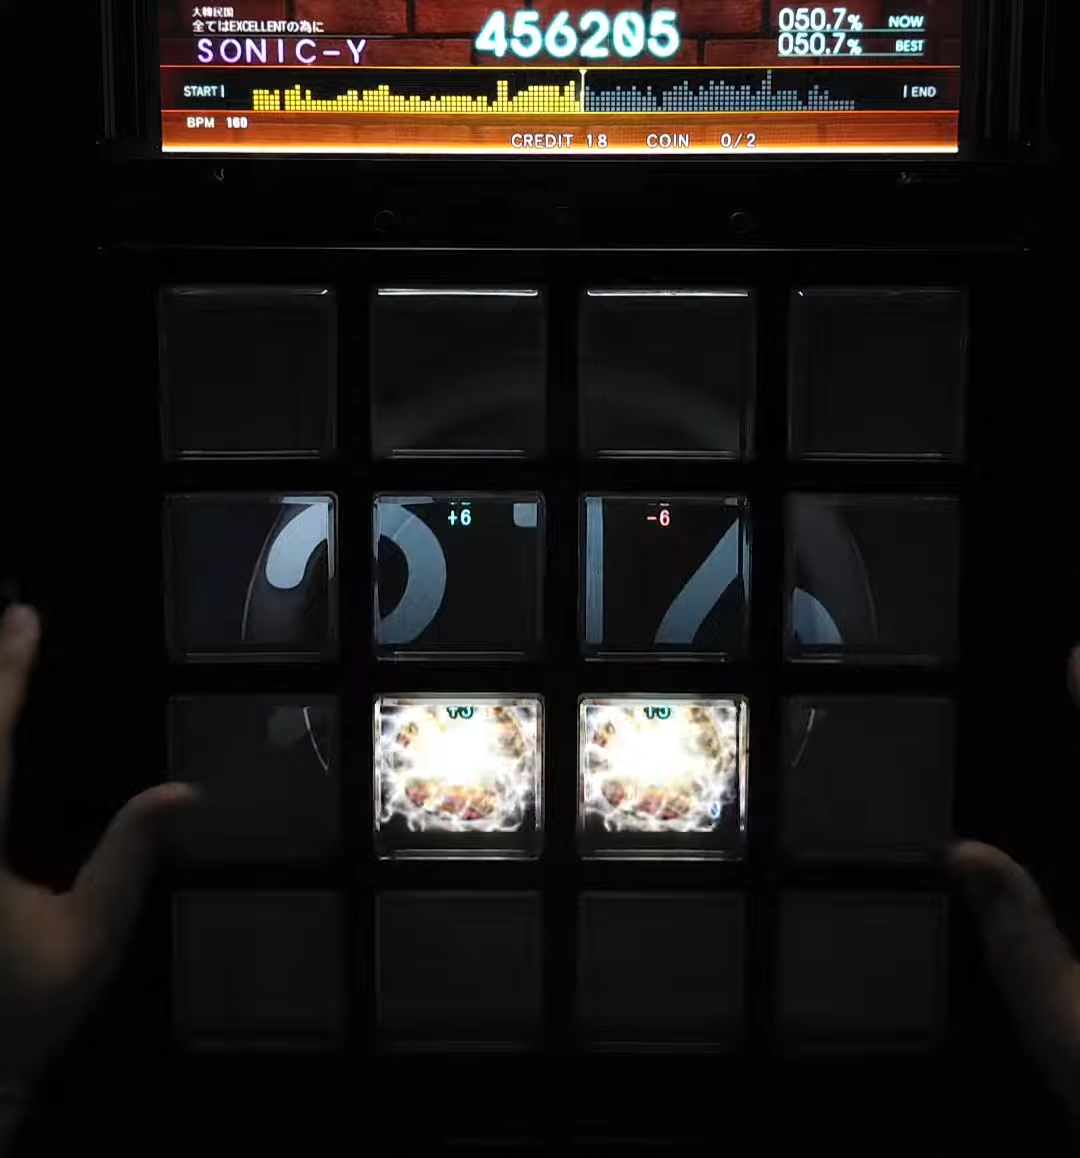 大韓民国
全てはEXCELLENTの為に
SONIC-Y
456205
050.7% NOW
050.7% BEST
START
END
BPM 160
CREDIT 18 COIN 0/2
+6
-6
+5
+5